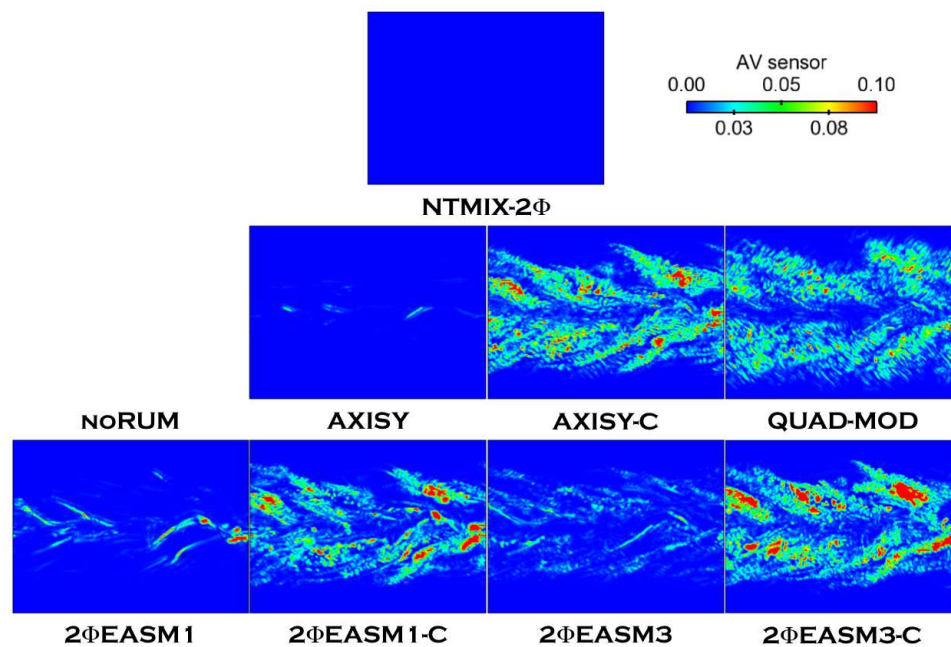 AV sensor
0.00 0.05 0.10
0.03 0.08
NTMIX-2Φ
NORUM AXISY AXISY-C QUAD-MOD
2ΦEASM1 2ΦEASM1-C 2ΦEASM3 2ΦEASM3-C